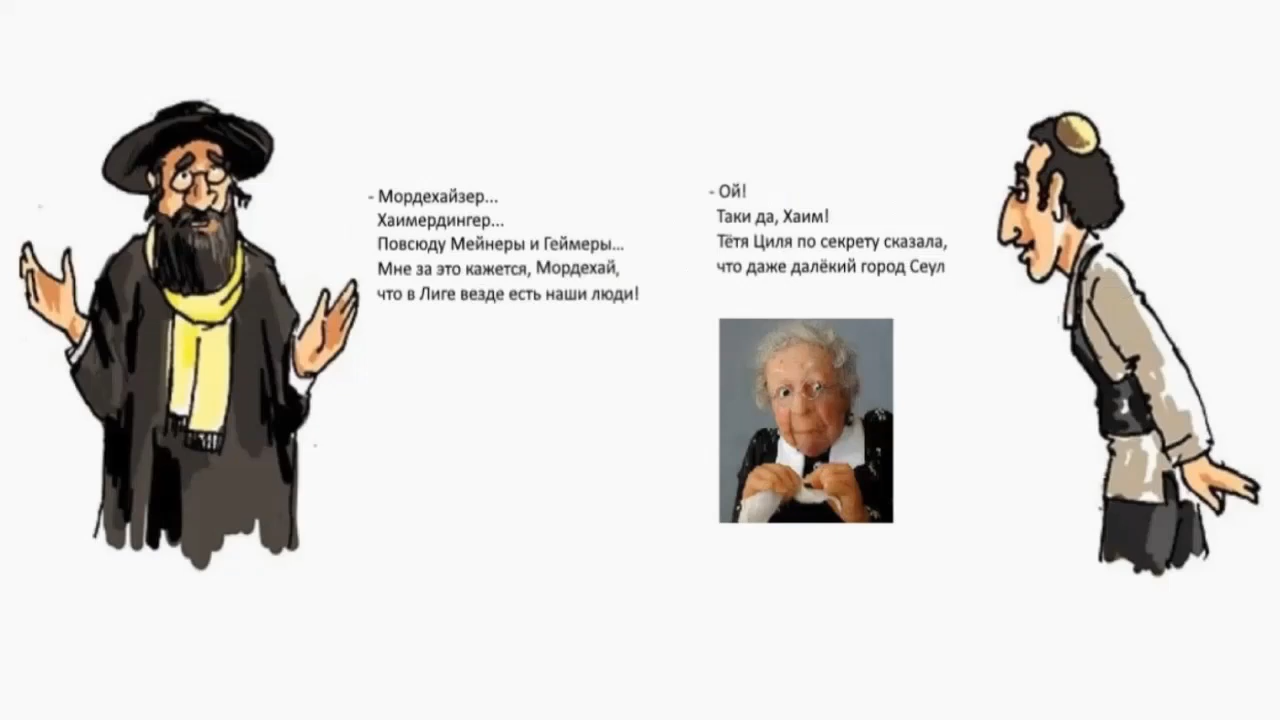 - Мордехайзер...
Хаимердингер...
Повсюду Мейнеры и Геймеры...
Мне за это кажется, Мордехай,
что в Лиге везде есть наши люди!
- Ой!
Таки да, Хаим!
Тётя Циля по секрету сказала,
что даже далёкий город Сеул